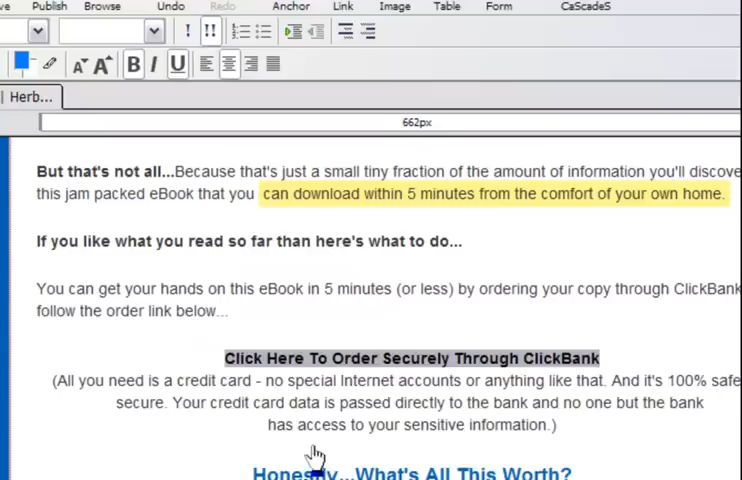 Publish Browse Undo Redo Anchor Link Image Table Form CaScadeS
! !!
A A B I U
| Herb...
662px
But that's not all...Because that's just a small tiny fraction of the amount of information you'll discove
this jam packed eBook that you can download within 5 minutes from the comfort of your own home.
If you like what you read so far than here's what to do...
You can get your hands on this eBook in 5 minutes (or less) by ordering your copy through ClickBank
follow the order link below...
Click Here To Order Securely Through ClickBank
(All you need is a credit card - no special Internet accounts or anything like that. And it's 100% safe
secure. Your credit card data is passed directly to the bank and no one but the bank
has access to your sensitive information.)
Honestly...What's All This Worth?